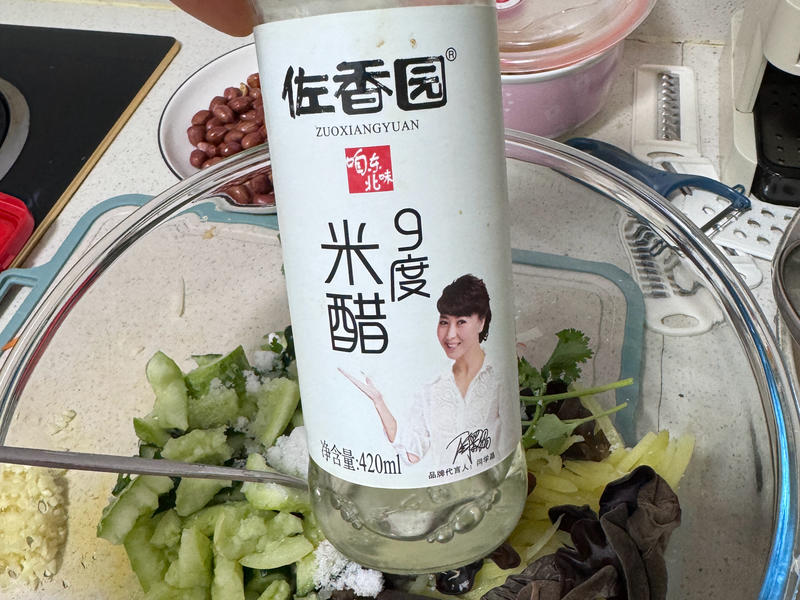 佐香园®
ZUOXIANGYUAN
咱东
北味
9度
米醋
净含量:420ml
品牌代言人：闫学晶